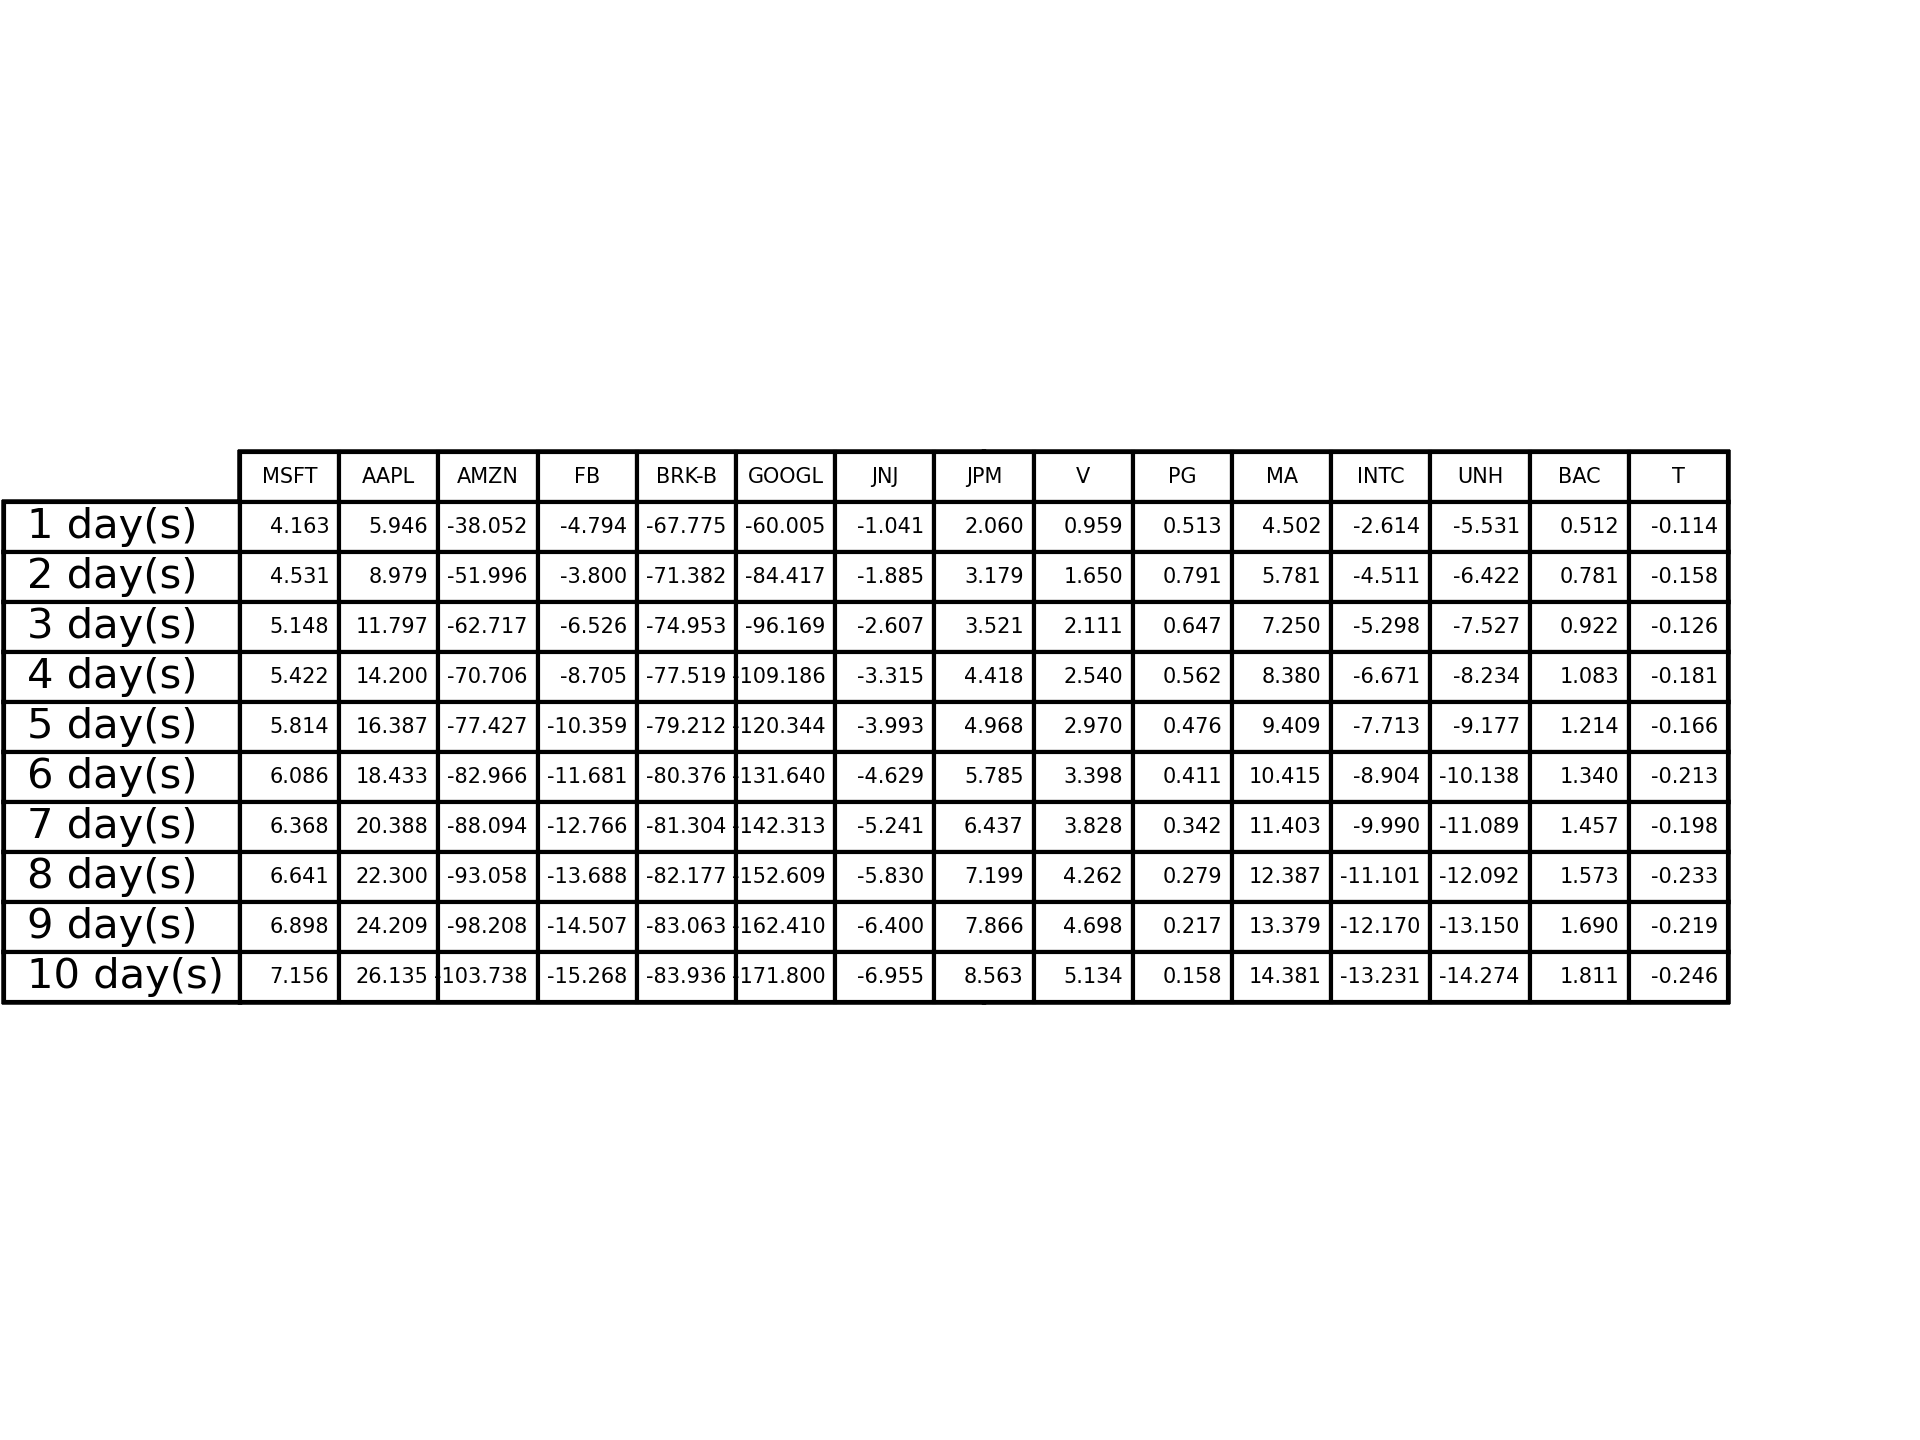 MSFT AAPL AMZN FB BRK-B GOOGL JNJ JPM V PG MA INTC UNH BAC T
1 day(s) 4.163 5.946 -38.052 -4.794 -67.775 -60.005 -1.041 2.060 0.959 0.513 4.502 -2.614 -5.531 0.512 -0.114
2 day(s) 4.531 8.979 -51.996 -3.800 -71.382 -84.417 -1.885 3.179 1.650 0.791 5.781 -4.511 -6.422 0.781 -0.158
3 day(s) 5.148 11.797 -62.717 -6.526 -74.953 -96.169 -2.607 3.521 2.111 0.647 7.250 -5.298 -7.527 0.922 -0.126
4 day(s) 5.422 14.200 -70.706 -8.705 -77.519 -109.186 -3.315 4.418 2.540 0.562 8.380 -6.671 -8.234 1.083 -0.181
5 day(s) 5.814 16.387 -77.427 -10.359 -79.212 -120.344 -3.993 4.968 2.970 0.476 9.409 -7.713 -9.177 1.214 -0.166
6 day(s) 6.086 18.433 -82.966 -11.681 -80.376 -131.640 -4.629 5.785 3.398 0.411 10.415 -8.904 -10.138 1.340 -0.213
7 day(s) 6.368 20.388 -88.094 -12.766 -81.304 -142.313 -5.241 6.437 3.828 0.342 11.403 -9.990 -11.089 1.457 -0.198
8 day(s) 6.641 22.300 -93.058 -13.688 -82.177 -152.609 -5.830 7.199 4.262 0.279 12.387 -11.101 -12.092 1.573 -0.233
9 day(s) 6.898 24.209 -98.208 -14.507 -83.063 -162.410 -6.400 7.866 4.698 0.217 13.379 -12.170 -13.150 1.690 -0.219
10 day(s) 7.156 26.135 -103.738 -15.268 -83.936 -171.800 -6.955 8.563 5.134 0.158 14.381 -13.231 -14.274 1.811 -0.246